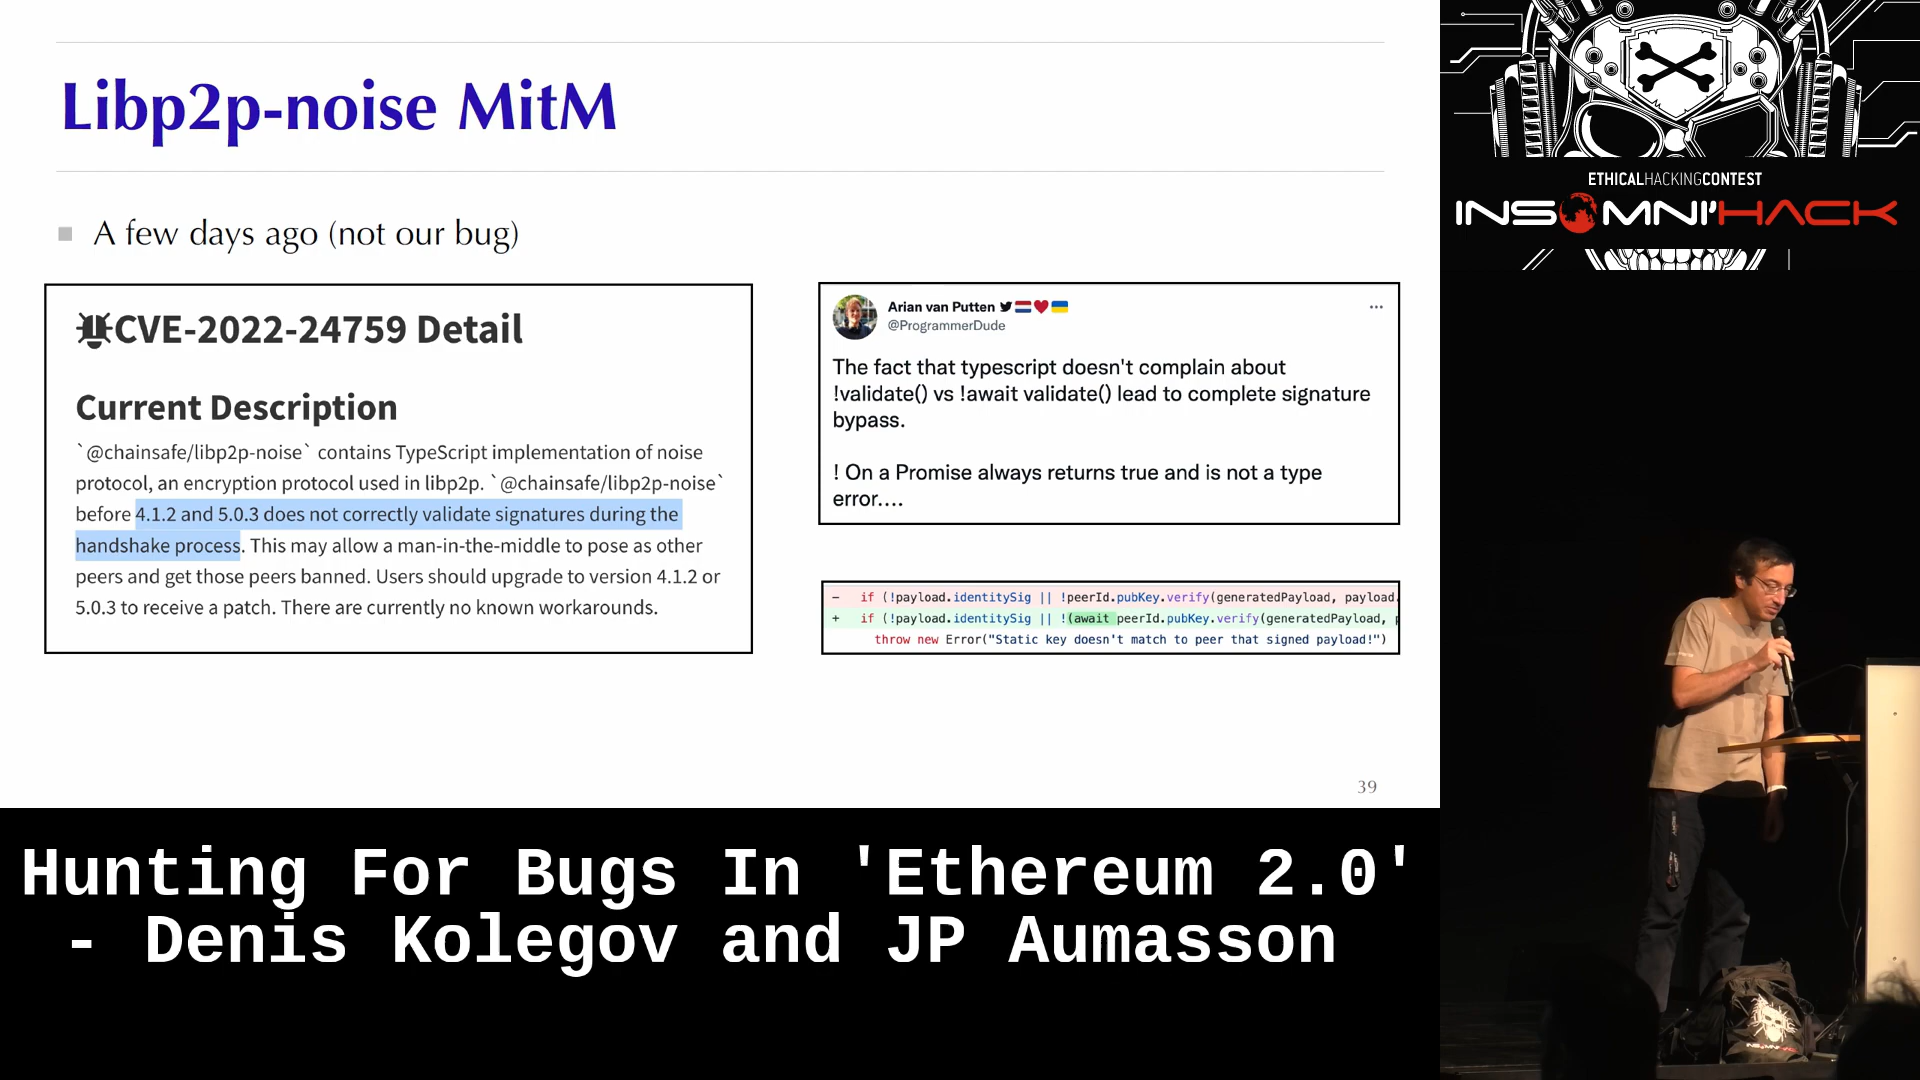 Libp2p-noise MitM
A few days ago (not our bug)
CVE-2022-24759 Detail
Current Description
`@chainsafe/libp2p-noise` contains TypeScript implementation of noise
protocol, an encryption protocol used in libp2p. `@chainsafe/libp2p-noise`
before 4.1.2 and 5.0.3 does not correctly validate signatures during the
handshake process. This may allow a man-in-the-middle to pose as other
peers and get those peers banned. Users should upgrade to version 4.1.2 or
5.0.3 to receive a patch. There are currently no known workarounds.
Arian van Putten
@ProgrammerDude
The fact that typescript doesn't complain about
!validate() vs !await validate() lead to complete signature
bypass.
! On a Promise always returns true and is not a type
error....
- if (!payload.identitySig || !peerId.pubKey.verify(generatedPayload, payload.
+ if (!payload.identitySig || !(await peerId.pubKey.verify(generatedPayload, p
throw new Error("Static key doesn't match to peer that signed payload!")
39
ETHICALHACKINGCONTEST
INSOMNI'HACK
Hunting For Bugs In 'Ethereum 2.0'
- Denis Kolegov and JP Aumasson